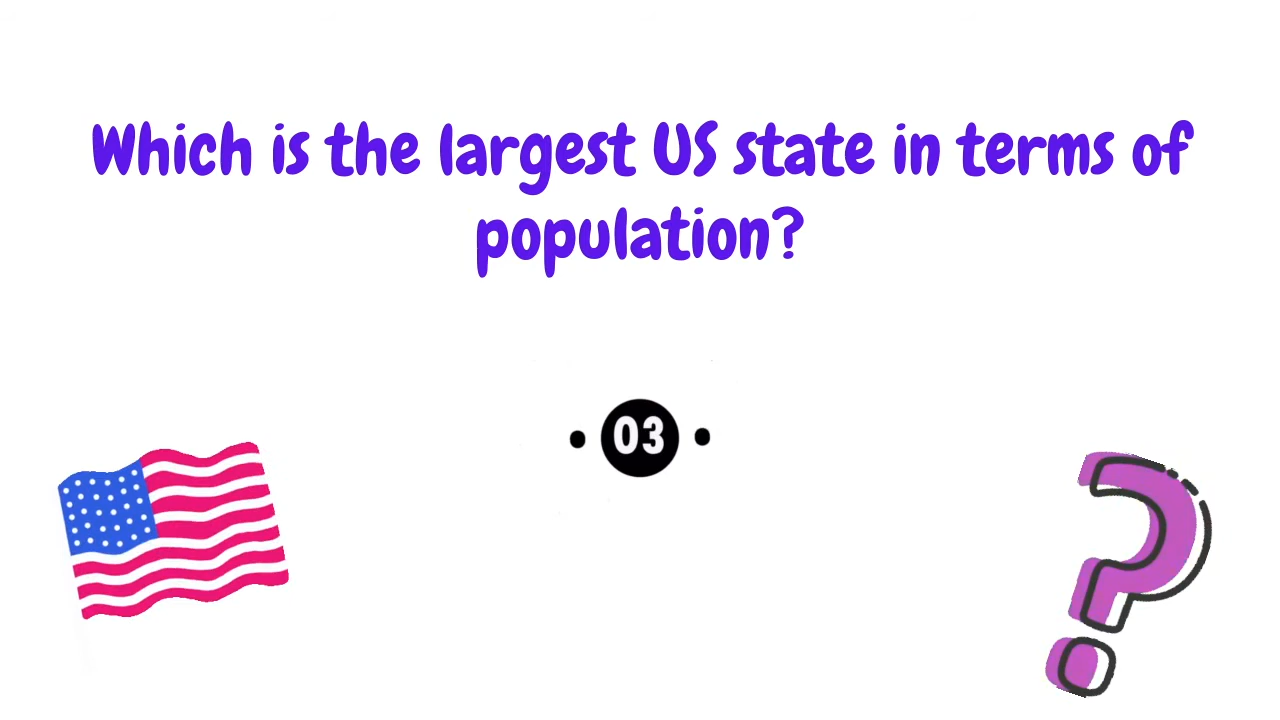 Which is the largest US state in terms of
population?
03